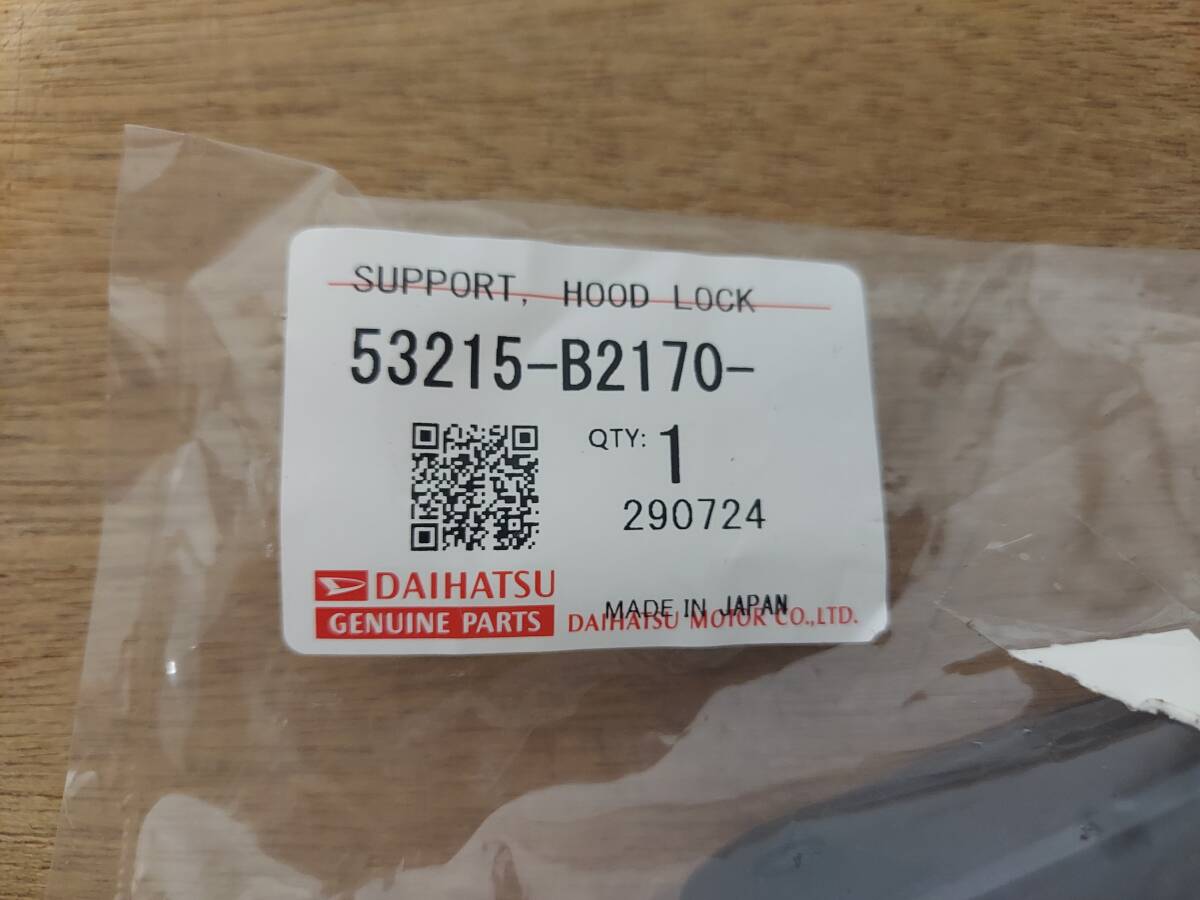 SUPPORT, HOOD LOCK
53215-B2170-
QTY: 1
290724
DAIHATSU
GENUINE PARTS
MADE IN JAPAN
DAIHATSU MOTOR CO.,LTD.